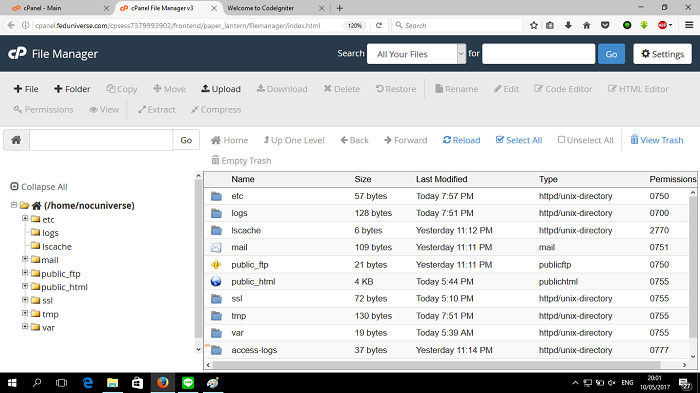 cPanel - Main
cPanel File Manager v3
Welcome to CodeIgniter
cpanel.feduniverse.com/cpsess7379993902/frontend/paper_lantern/filemanager/index.html
120%
Search
cP File Manager
Search
All Your Files
for
Go
Settings
File
Folder
Copy
Move
Upload
Download
Delete
Restore
Rename
Edit
Code Editor
HTML Editor
Permissions
View
Extract
Compress
Go
Home
Up One Level
Back
Forward
Reload
Select All
Unselect All
View Trash
Empty Trash
Collapse All
(/home/nocuniverse)
etc
logs
lscache
mail
public_ftp
public_html
ssl
tmp
var
Name Size Last Modified Type Permissions
etc 57 bytes Today 7:57 PM httpd/unix-directory 0750
logs 128 bytes Today 7:51 PM httpd/unix-directory 0700
lscache 6 bytes Yesterday 11:12 PM httpd/unix-directory 2770
mail 109 bytes Yesterday 11:11 PM mail 0751
public_ftp 21 bytes Yesterday 11:11 PM publicftp 0750
public_html 4 KB Today 5:44 PM publichtml 0755
ssl 72 bytes Today 5:10 PM httpd/unix-directory 0755
tmp 130 bytes Today 7:51 PM httpd/unix-directory 0755
var 19 bytes Today 5:39 AM httpd/unix-directory 0755
access-logs 37 bytes Yesterday 11:14 PM httpd/unix-directory 0777
ENG
20:01
10/05/2017
27